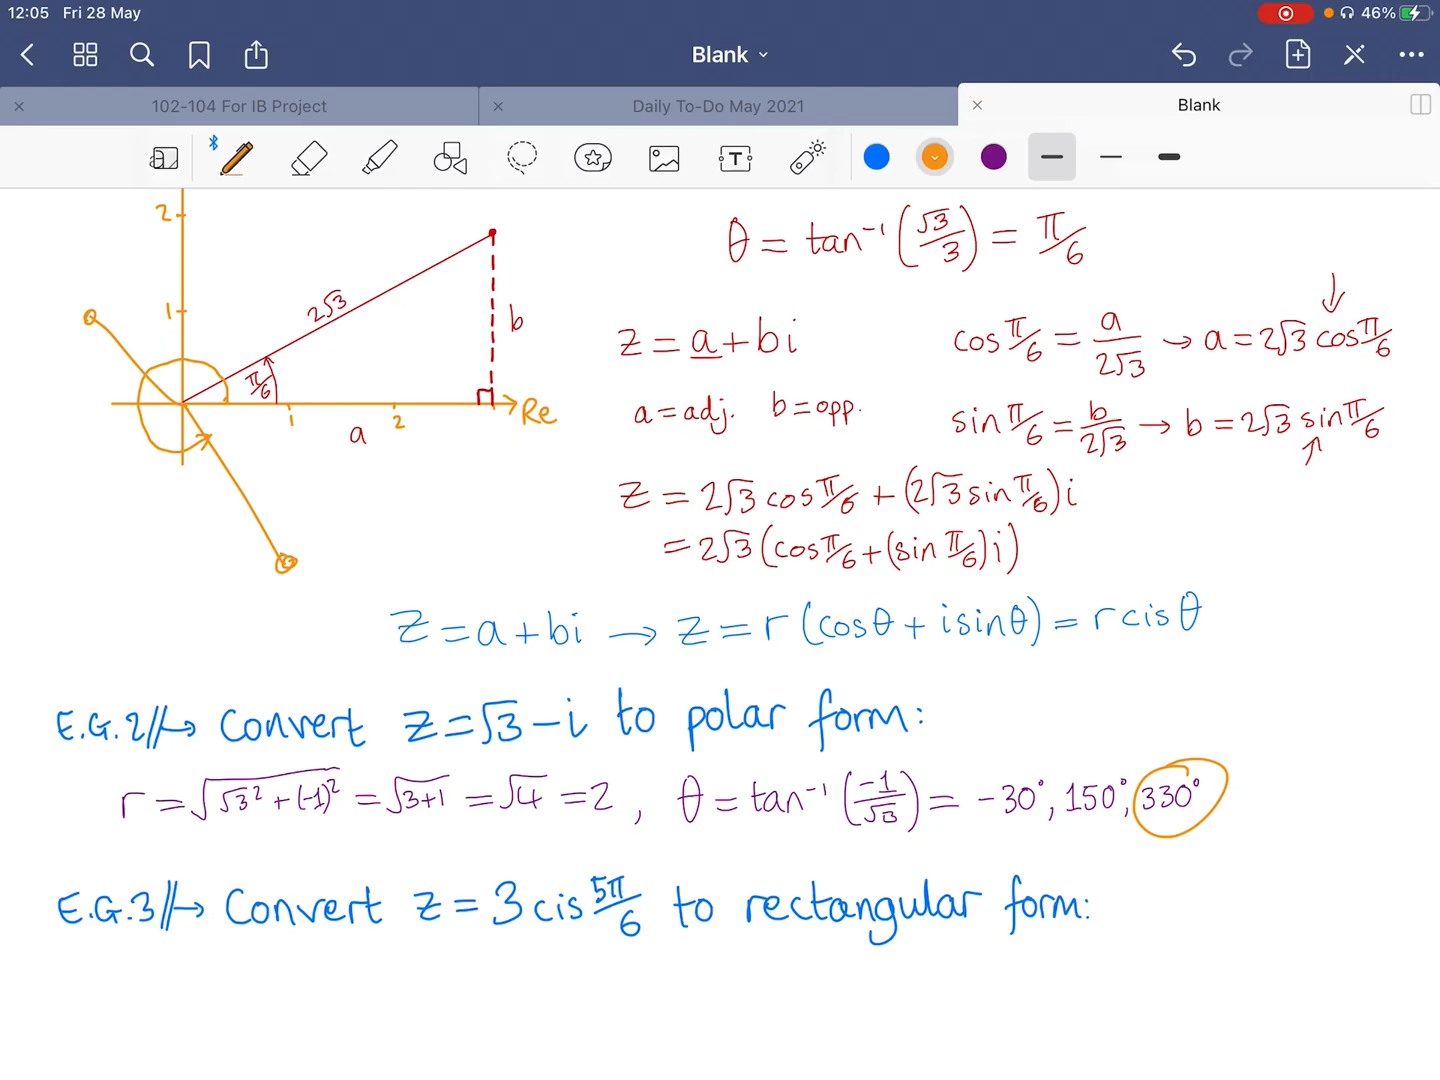 12:05 Fri 28 May 46%
Blank
102-104 For IB Project
Daily To-Do May 2021
Blank
T
2
1
2√3
b
π/6
1
2
a
Re
θ = tan⁻¹(√3/3) = π/6
z = a + bi
cos π/6 = a/2√3 → a = 2√3 cos π/6
a = adj. b = opp.
sin π/6 = b/2√3 → b = 2√3 sin π/6
z = 2√3 cos π/6 + (2√3 sin π/6)i
= 2√3(cos π/6 + (sin π/6)i)
z = a + bi → z = r(cosθ + isinθ) = rcisθ
E.G.2//→ Convert z = √3 - i to polar form:
r = √(√3² + (-1)²) = √3+1 = √4 = 2, θ = tan⁻¹(-1/√3) = -30°, 150°, 330°
E.G.3//→ Convert z = 3cis 5π/6 to rectangular form: